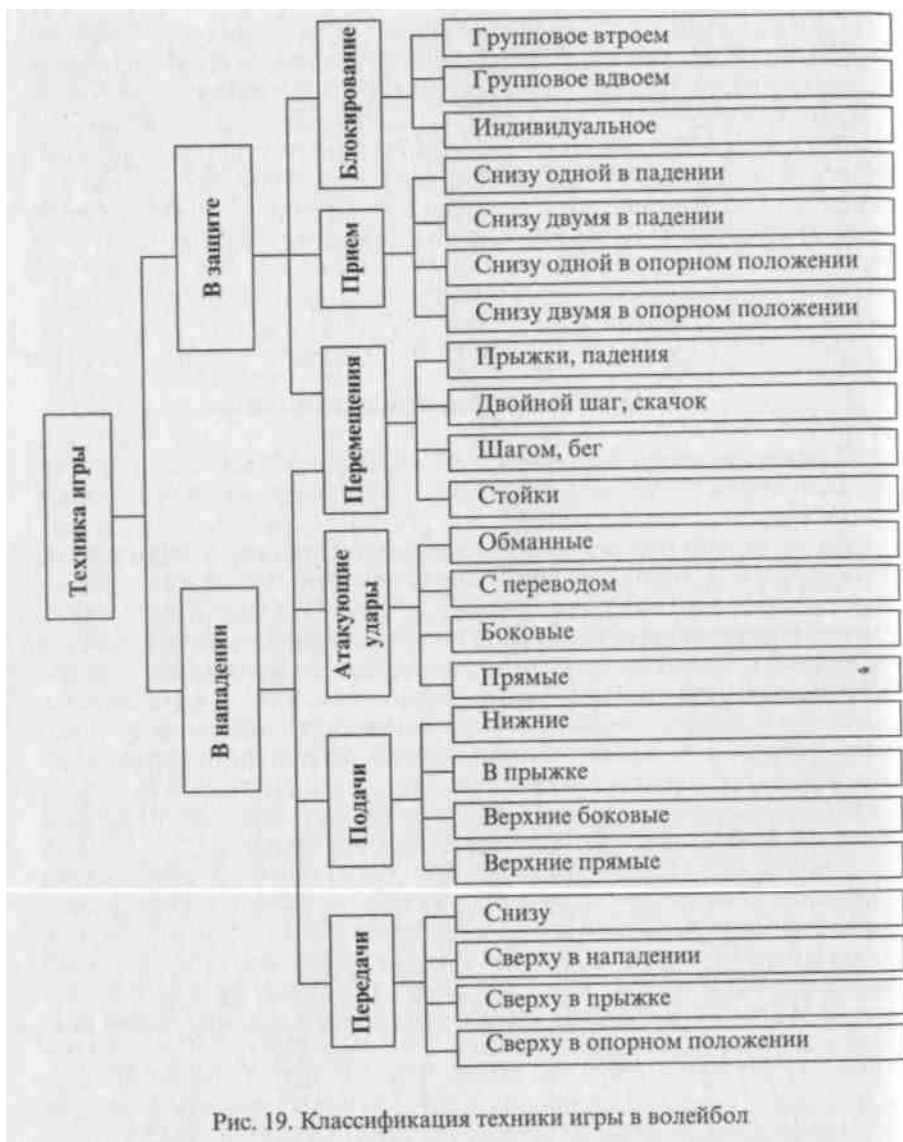 Техника игры
В защите
Блокирование
Групповое втроем
Групповое вдвоем
Индивидуальное
Прием
Снизу одной в падении
Снизу двумя в падении
Снизу одной в опорном положении
Снизу двумя в опорном положении
Перемещения
Прыжки, падения
Двойной шаг, скачок
Шагом, бег
Стойки
В нападении
Атакующие
удары
Обманные
С переводом
Боковые
Прямые
Подачи
Нижние
В прыжке
Верхние боковые
Верхние прямые
Передачи
Снизу
Сверху в нападении
Сверху в прыжке
Сверху в опорном положении
Рис. 19. Классификация техники игры в волейбол